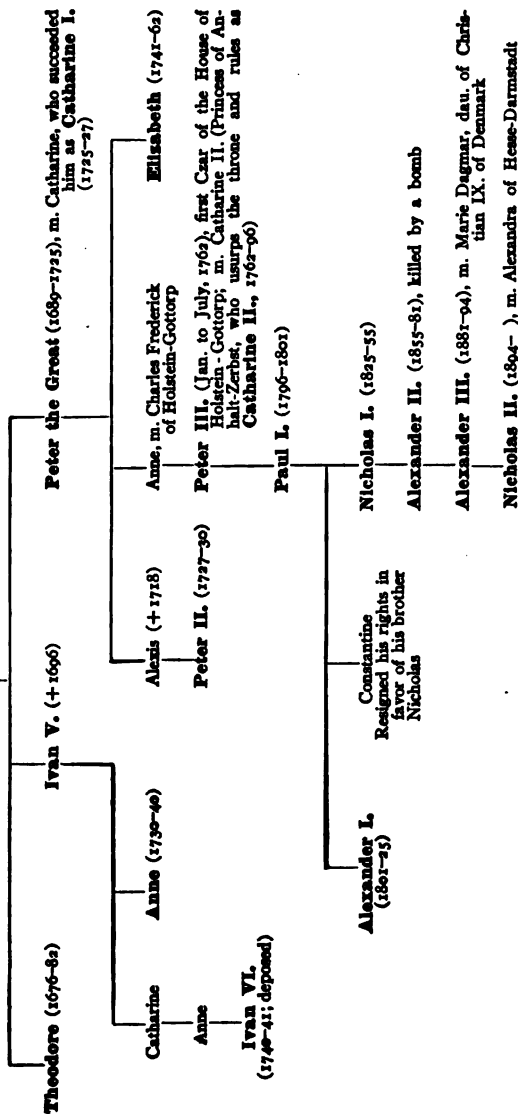 Theodore (1676-82)
Ivan V. (+ 1696)
Peter the Great (1689-1725), m. Catharine, who succeeded
him as Catharine I.
(1725-27)
Catharine
Anne (1730-40)
Alexis (+1718)
Anne, m. Charles Frederick
of Holstein-Gottorp
Elizabeth (1741-62)
Anne
Peter II. (1727-30)
Peter III. (Jan. to July, 1762), first Czar of the House of
Holstein-Gottorp; m. Catharine II. (Princess of An-
halt-Zerbst, who usurps the throne and rules as
Catharine II., 1762-96)
Ivan VI.
(1740-41; deposed)
Paul I. (1796-1801)
Alexander I.
(1801-25)
Constantine
Resigned his rights in
favor of his brother
Nicholas
Nicholas I. (1825-55)
Alexander II. (1855-81), killed by a bomb
Alexander III. (1881-94), m. Marie Dagmar, dau. of Chris-
tian IX. of Denmark
Nicholas II. (1894- ), m. Alexandra of Hesse-Darmstadt